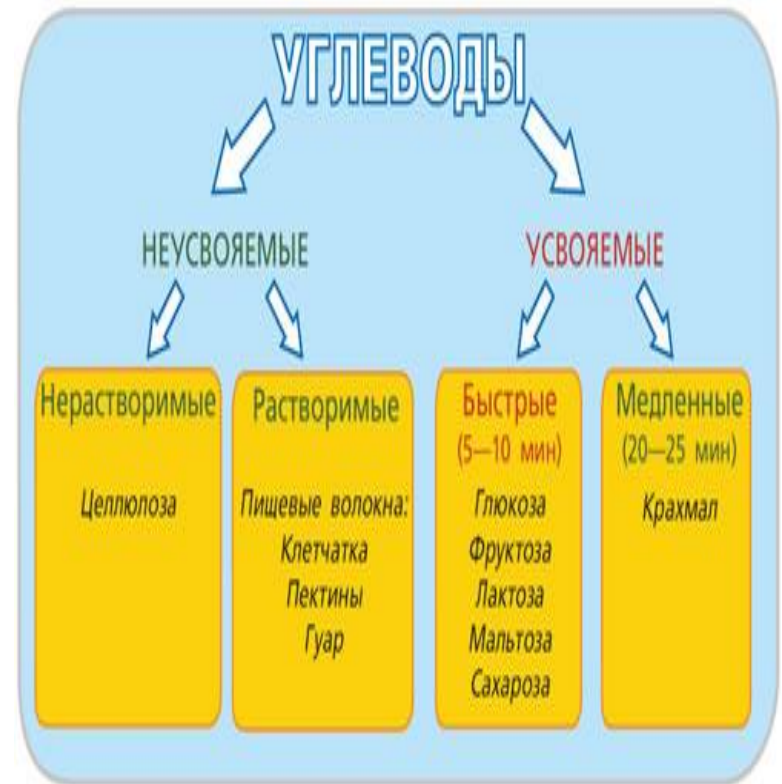 УГЛЕВОДЫ
НЕУСВОЯЕМЫЕ
УСВОЯЕМЫЕ
Нерастворимые
Целлюлоза
Растворимые
Пищевые волокна:
Клетчатка
Пектины
Гуар
Быстрые
(5—10 мин)
Глюкоза
Фруктоза
Лактоза
Мальтоза
Сахароза
Медленные
(20—25 мин)
Крахмал